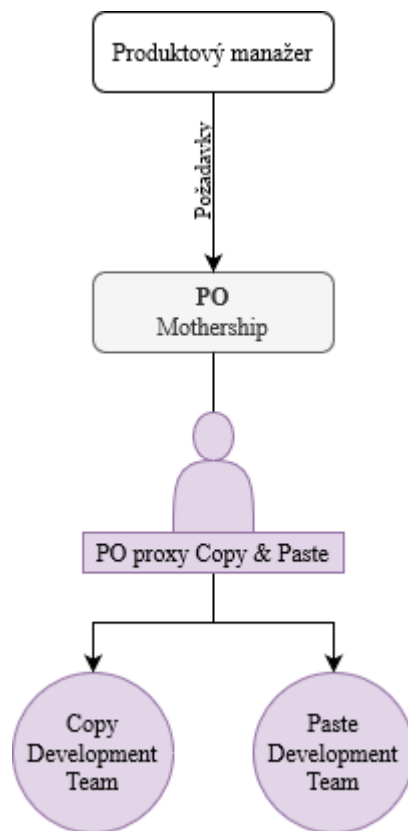 Produktový manažer
Požadavky
PO
Mothership
PO proxy Copy & Paste
Copy
Development
Team
Paste
Development
Team